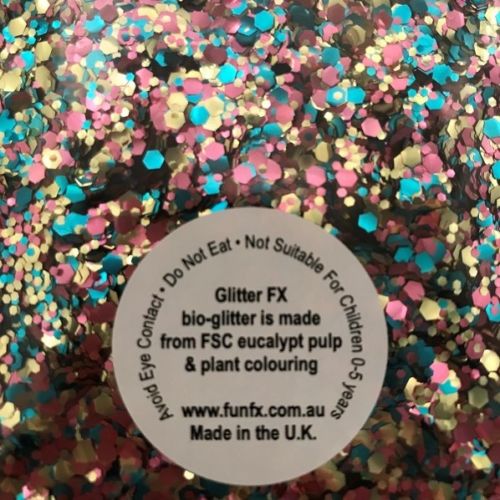 Avoid Eye Contact • Do Not Eat • Not Suitable For Children 0-5 years
Glitter FX
bio-glitter is made
from FSC eucalypt pulp
& plant colouring
www.funfx.com.au
Made in the U.K.